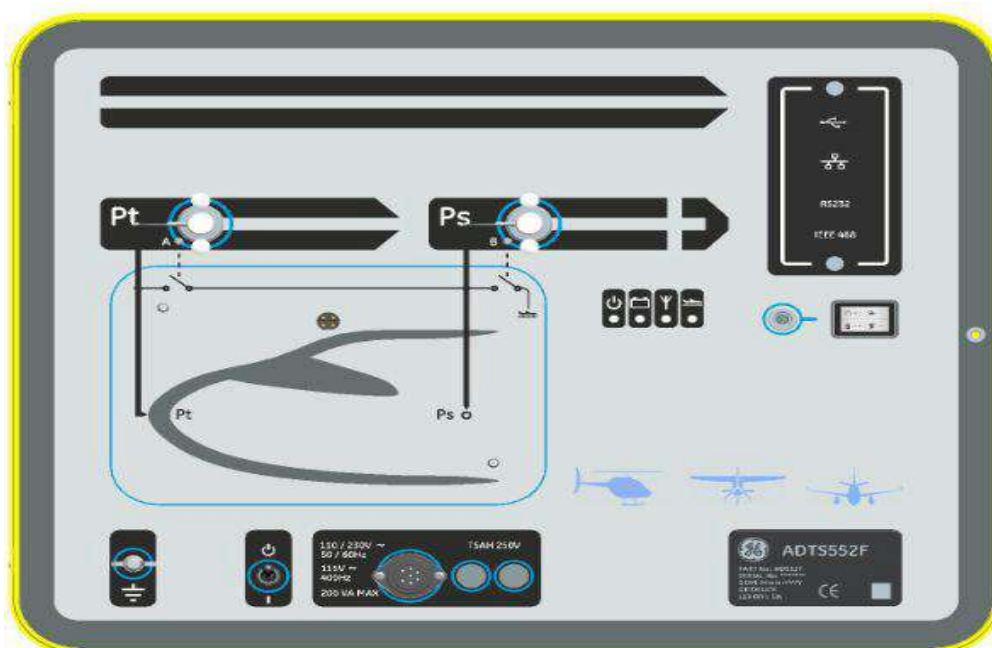 Pt
Ps
A
B
RS232
IEEE 488
Pt
Ps
110 / 230V ~
50 / 60Hz
115V ~
400Hz
200 VA MAX
T5AH 250V
GE
ADTS552F
CE